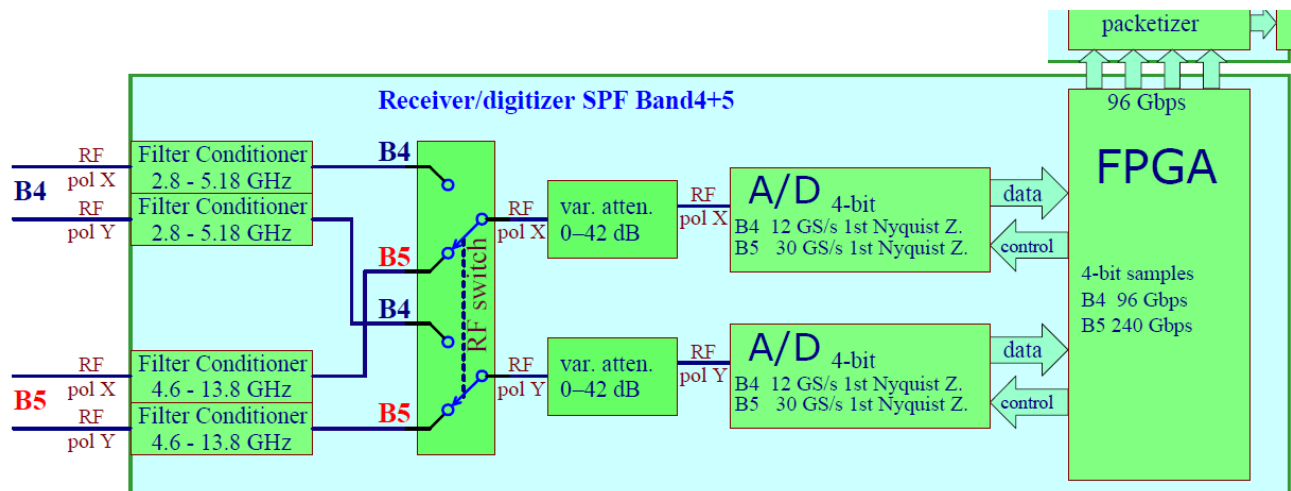 packetizer
Receiver/digitizer SPF Band4+5
96 Gbps
FPGA
B4
RF
pol X
RF
pol Y
Filter Conditioner
2.8 - 5.18 GHz
Filter Conditioner
2.8 - 5.18 GHz
B4
B5
B4
B5
RF switch
RF
pol X
var. atten.
0–42 dB
RF
pol X
A/D 4-bit
B4 12 GS/s 1st Nyquist Z.
B5 30 GS/s 1st Nyquist Z.
data
control
4-bit samples
B4 96 Gbps
B5 240 Gbps
B5
RF
pol X
RF
pol Y
Filter Conditioner
4.6 - 13.8 GHz
Filter Conditioner
4.6 - 13.8 GHz
RF
pol Y
var. atten.
0–42 dB
RF
pol Y
A/D 4-bit
B4 12 GS/s 1st Nyquist Z.
B5 30 GS/s 1st Nyquist Z.
data
control